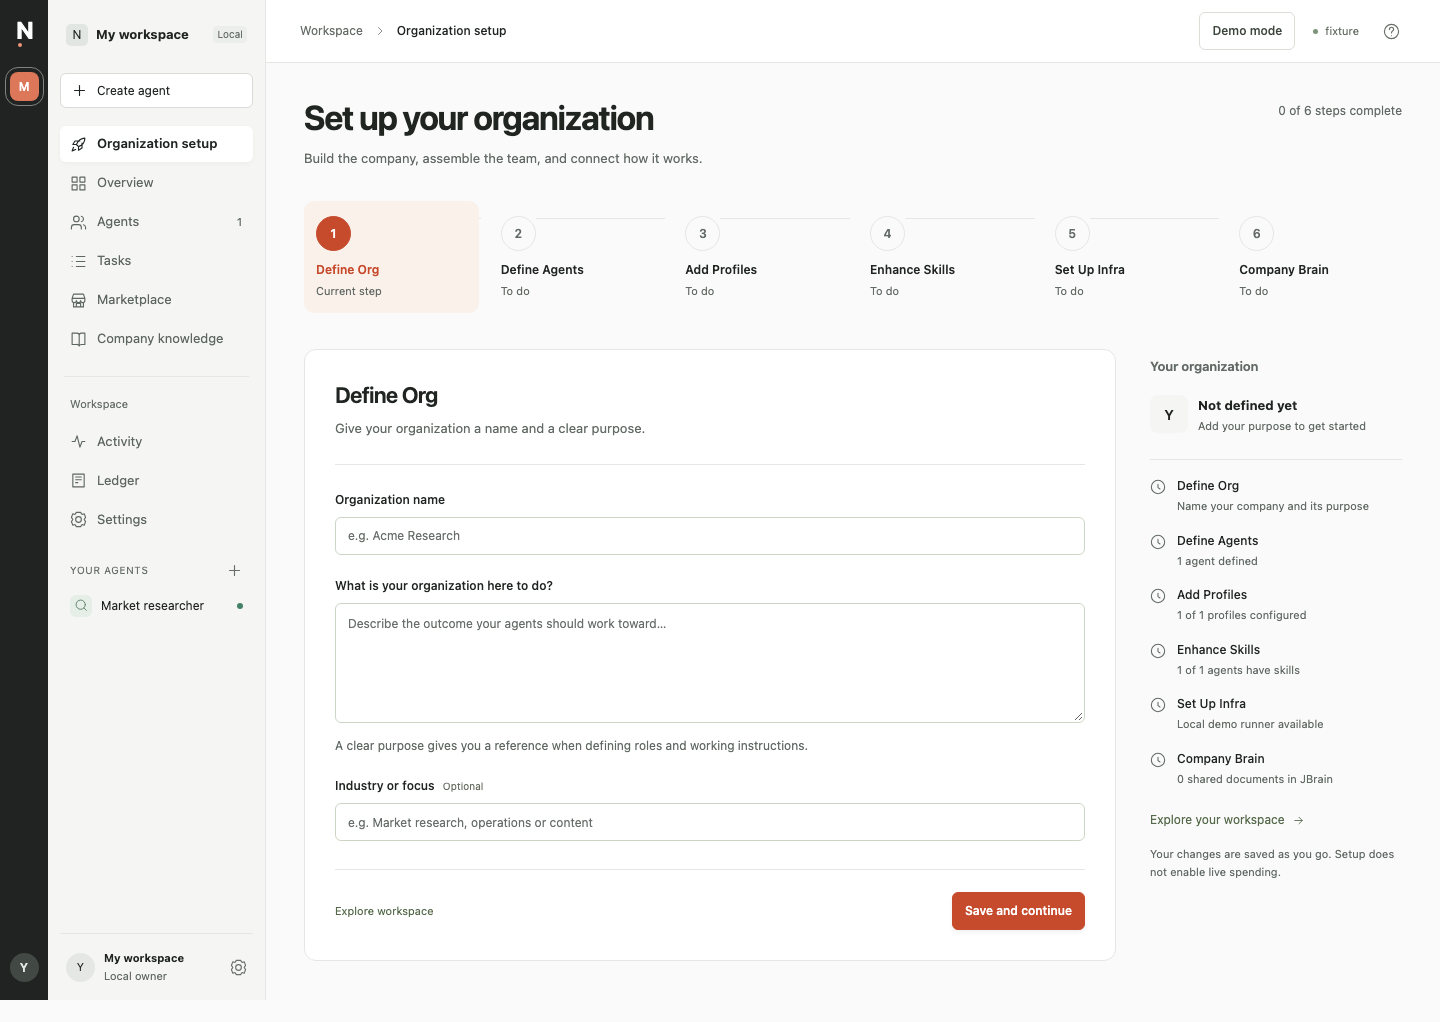 N
M
N My workspace Local
Create agent
Organization setup
Overview
Agents 1
Tasks
Marketplace
Company knowledge
Workspace
Activity
Ledger
Settings
YOUR AGENTS
Market researcher
Y
Y
My workspace
Local owner
Workspace Organization setup
Demo mode
fixture
?
Set up your organization
0 of 6 steps complete
Build the company, assemble the team, and connect how it works.
1
Define Org
Current step
2
Define Agents
To do
3
Add Profiles
To do
4
Enhance Skills
To do
5
Set Up Infra
To do
6
Company Brain
To do
Define Org
Give your organization a name and a clear purpose.
Organization name
e.g. Acme Research
What is your organization here to do?
Describe the outcome your agents should work toward...
A clear purpose gives you a reference when defining roles and working instructions.
Industry or focus Optional
e.g. Market research, operations or content
Explore workspace
Save and continue
Your organization
Y
Not defined yet
Add your purpose to get started
Define Org
Name your company and its purpose
Define Agents
1 agent defined
Add Profiles
1 of 1 profiles configured
Enhance Skills
1 of 1 agents have skills
Set Up Infra
Local demo runner available
Company Brain
0 shared documents in JBrain
Explore your workspace →
Your changes are saved as you go. Setup does
not enable live spending.